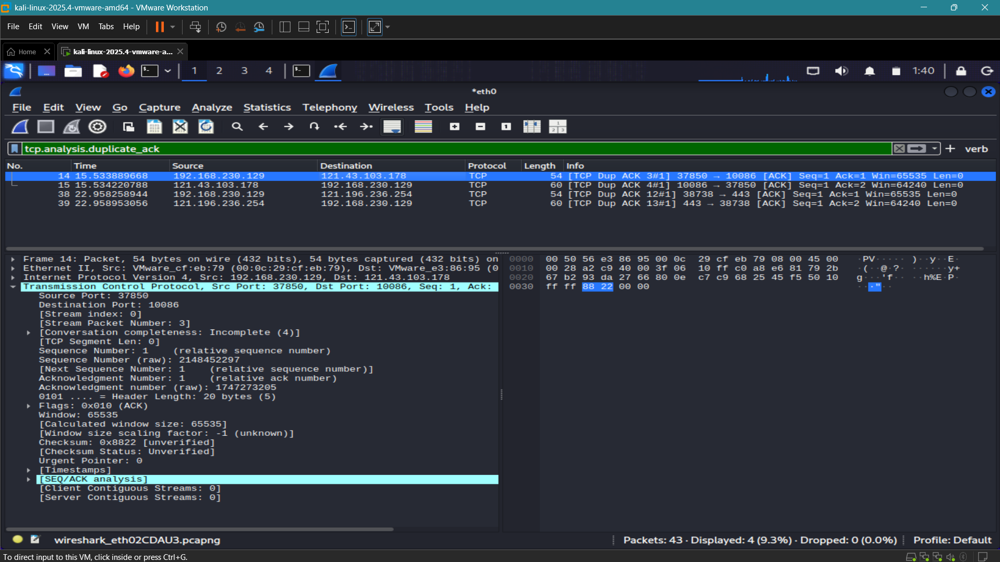 kali-linux-2025.4-vmware-amd64 - VMware Workstation
File Edit View VM Tabs Help
Home kali-linux-2025.4-vmware-a...
1 2 3 4 1:40
*eth0
File Edit View Go Capture Analyze Statistics Telephony Wireless Tools Help
tcp.analysis.duplicate_ack + verb
No. Time Source Destination Protocol Length Info
14 15.533889668 192.168.230.129 121.43.103.178 TCP 54 [TCP Dup ACK 3#1] 37850 → 10086 [ACK] Seq=1 Ack=1 Win=65535 Len=0
15 15.534220788 121.43.103.178 192.168.230.129 TCP 60 [TCP Dup ACK 4#1] 10086 → 37850 [ACK] Seq=1 Ack=2 Win=64240 Len=0
38 22.958258944 192.168.230.129 121.196.236.254 TCP 54 [TCP Dup ACK 12#1] 38738 → 443 [ACK] Seq=1 Ack=1 Win=65535 Len=0
39 22.958953056 121.196.236.254 192.168.230.129 TCP 60 [TCP Dup ACK 13#1] 443 → 38738 [ACK] Seq=1 Ack=2 Win=64240 Len=0
Frame 14: Packet, 54 bytes on wire (432 bits), 54 bytes captured (432 bits) on
Ethernet II, Src: VMware_cf:eb:79 (00:0c:29:cf:eb:79), Dst: VMware_e3:86:95 (0
Internet Protocol Version 4, Src: 192.168.230.129, Dst: 121.43.103.178
Transmission Control Protocol, Src Port: 37850, Dst Port: 10086, Seq: 1, Ack:
Source Port: 37850
Destination Port: 10086
[Stream index: 0]
[Stream Packet Number: 3]
[Conversation completeness: Incomplete (4)]
[TCP Segment Len: 0]
Sequence Number: 1 (relative sequence number)
Sequence Number (raw): 2148452297
[Next Sequence Number: 1 (relative sequence number)]
Acknowledgment Number: 1 (relative ack number)
Acknowledgment number (raw): 1747273205
0101 .... = Header Length: 20 bytes (5)
Flags: 0x010 (ACK)
Window: 65535
[Calculated window size: 65535]
[Window size scaling factor: -1 (unknown)]
Checksum: 0x8822 [unverified]
[Checksum Status: Unverified]
Urgent Pointer: 0
[Timestamps]
[SEQ/ACK analysis]
[Client Contiguous Streams: 0]
[Server Contiguous Streams: 0]
0000 00 50 56 e3 86 95 00 0c 29 cf eb 79 08 00 45 00 ·PV····· )··y··E·
0010 00 28 a2 c9 40 00 3f 06 10 ff c0 a8 e6 81 79 2b ·(··@·?· ······y+
0020 67 b2 93 da 27 66 80 0e c7 c9 68 25 45 f5 50 10 g···'f·· ··h%E·P·
0030 ff ff 88 22 00 00 ···"··
wireshark_eth02CDAU3.pcapng Packets: 43 · Displayed: 4 (9.3%) · Dropped: 0 (0.0%) Profile: Default
To direct input to this VM, click inside or press Ctrl+G.